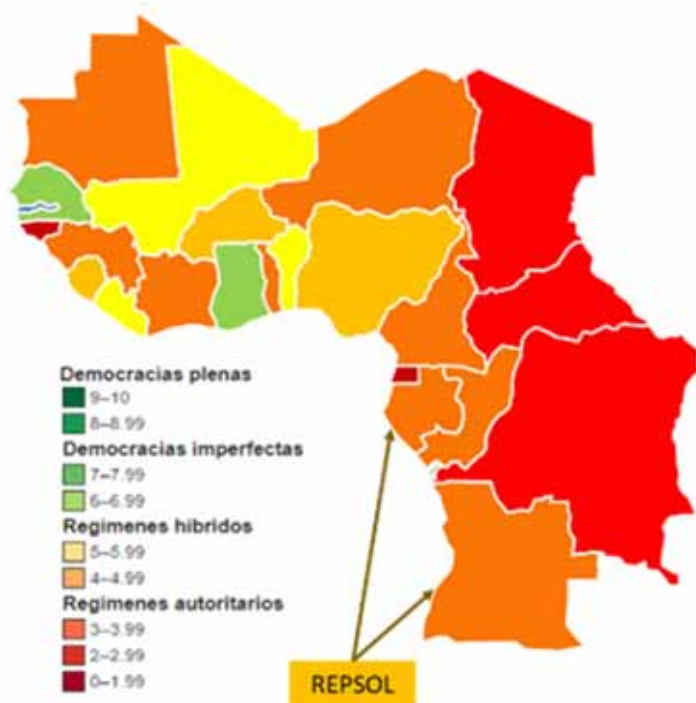 Democracias plenas
9–10
8–8.99
Democracias imperfectas
7–7.99
6–6.99
Regimenes hibridos
5–5.99
4–4.99
Regimenes autoritarios
3–3.99
2–2.99
0–1.99
REPSOL